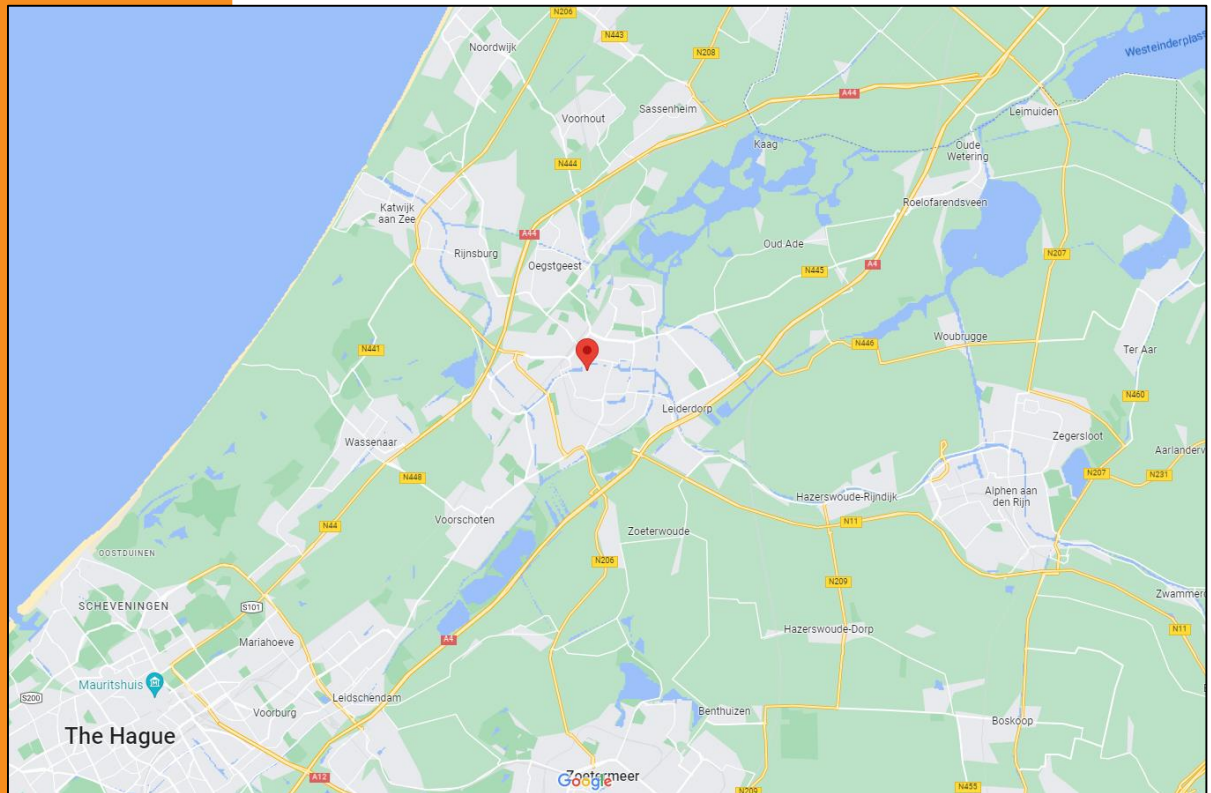 N206
Noordwijk
N443
N208
Westeinderplass
A44
Sassenheim
Voorhout
Leimuiden
Kaag
Oude
Wetering
N444
Roelofarendsveen
Katwijk
aan Zee
A44
Oud Ade
Rijnsburg
N207
Oegstgeest
A4
N445
Woubrugge
N446
N441
Ter Aar
N460
Leiderdorp
Zegersloot
Wassenaar
Aarlanderv
N448
N207
N231
Hazerswoude-Rijndijk
Alphen aan
den Rijn
Voorschoten
N44
N11
Zoeterwoude
OOSTDUINEN
N206
N209
Zwammer
SCHEVENINGEN
S101
Hazerswoude-Dorp
N11
A4
Mariahoeve
Mauritshuis
S200
Leidschendam
Voorburg
Benthuizen
Boskoop
The Hague
A12
Zoetermeer
Google
N209
N455